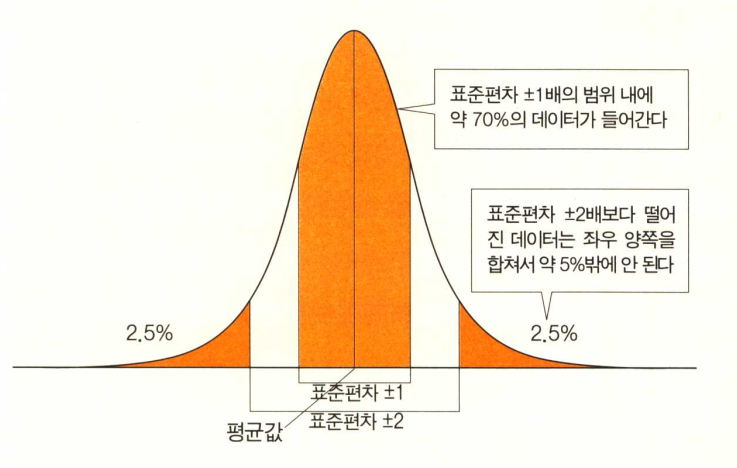 표준편차 ±1배의 범위 내에
약 70%의 데이터가 들어간다
표준편차 ±2배보다 떨어
진 데이터는 좌우 양쪽을
합쳐서 약 5%밖에 안 된다
2.5%
2.5%
표준편차 ±1
표준편차 ±2
평균값